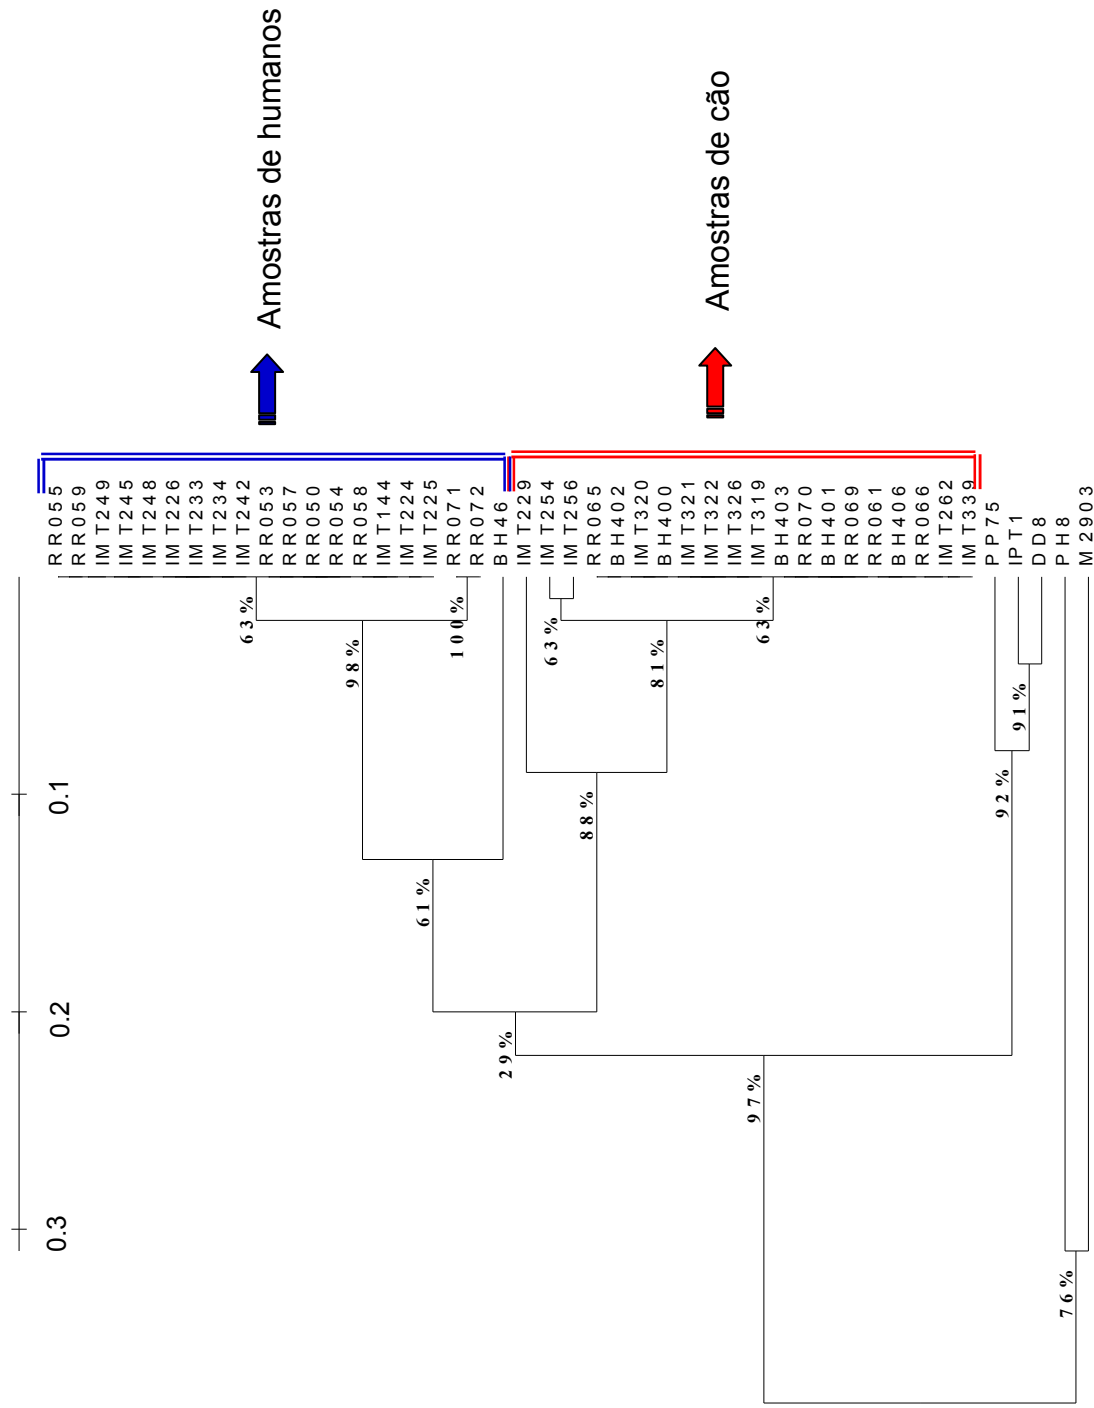 Amostras de humanos
Amostras de cão
RR055
RR059
IMT249
IMT245
IMT248
IMT226
IMT233
IMT234
IMT242
RR053
RR057
RR050
RR054
RR058
IMT144
IMT224
IMT225
RR071
RR072
BH46
IMT229
IMT254
IMT256
RR065
BH402
IMT320
BH400
IMT321
IMT322
IMT326
IMT319
BH403
RR070
BH401
RR069
RR061
BH406
RR066
IMT262
IMT339
PP75
IPT1
DD8
PH8
M2903
63%
98%
100%
63%
81%
63%
91%
92%
88%
61%
29%
97%
76%
0.1
0.2
0.3